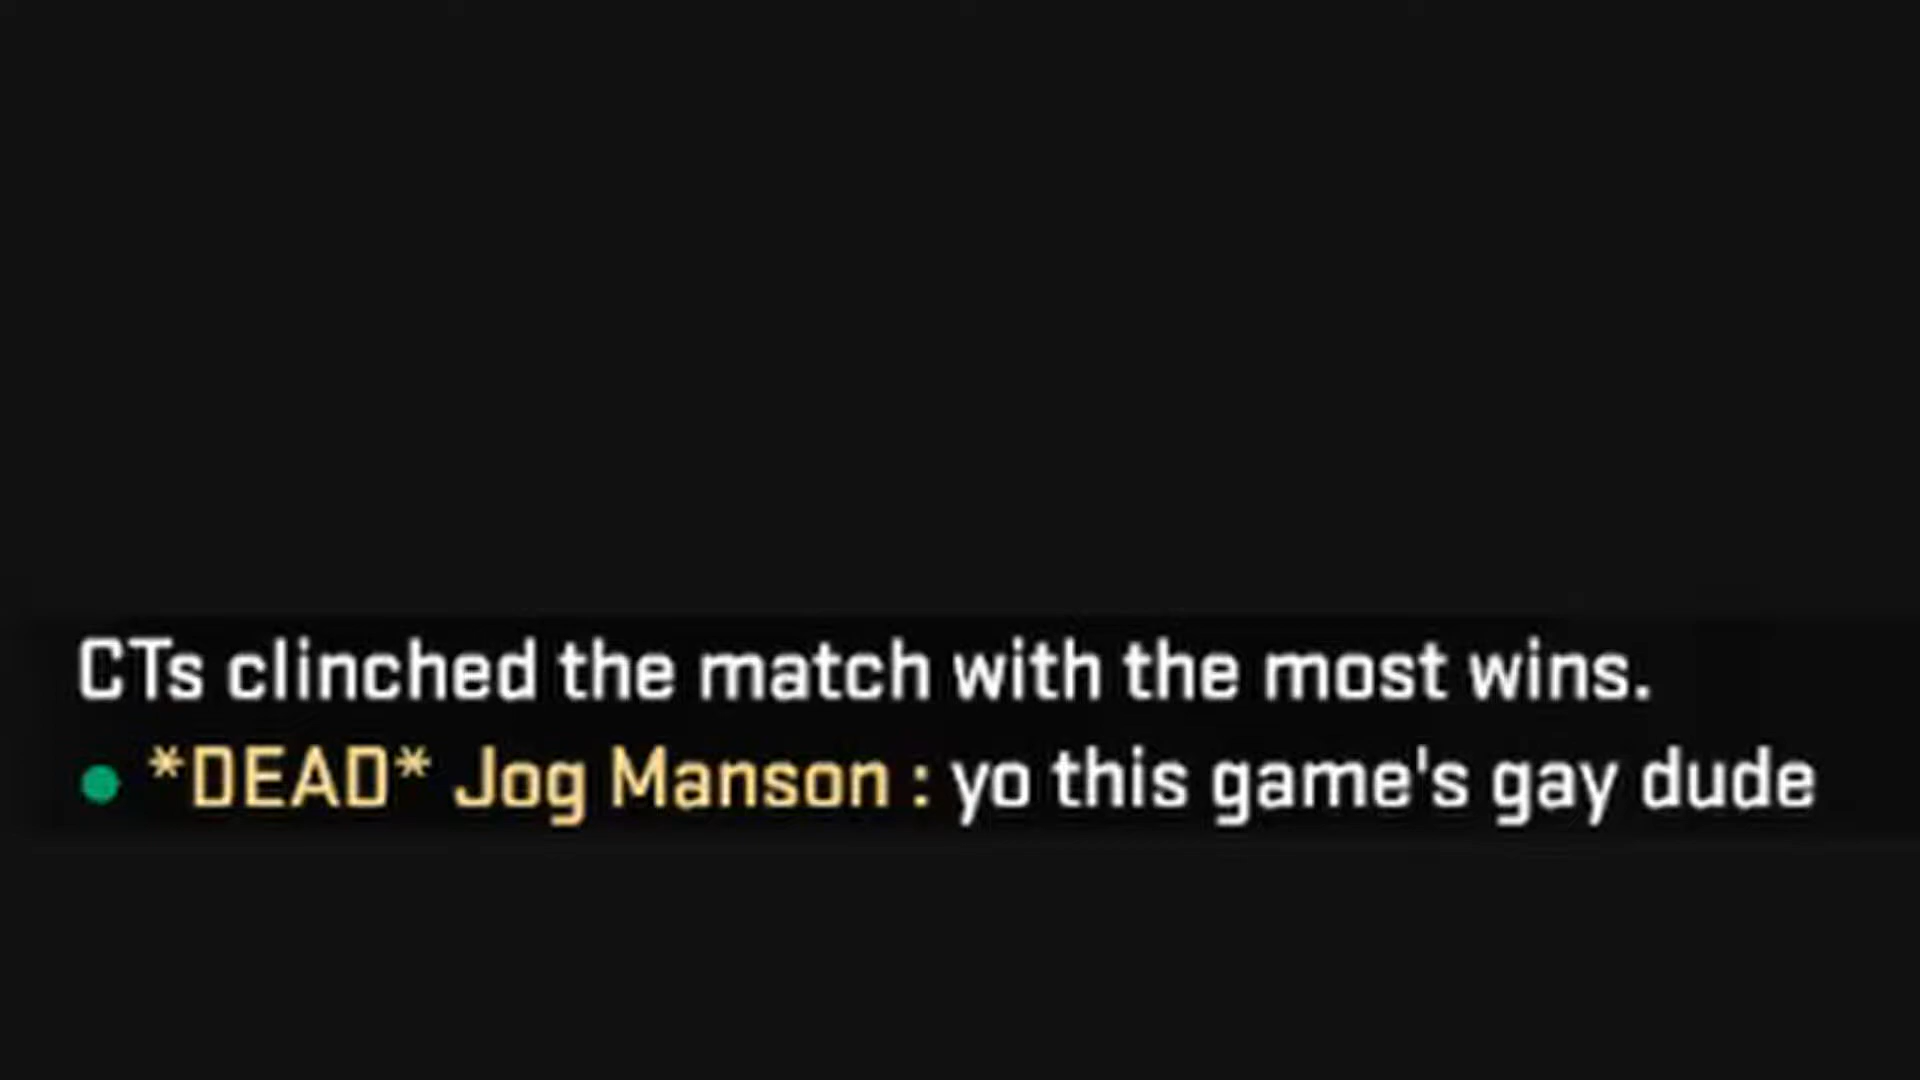 CTs clinched the match with the most wins.
*DEAD* Jog Manson : yo this game's gay dude